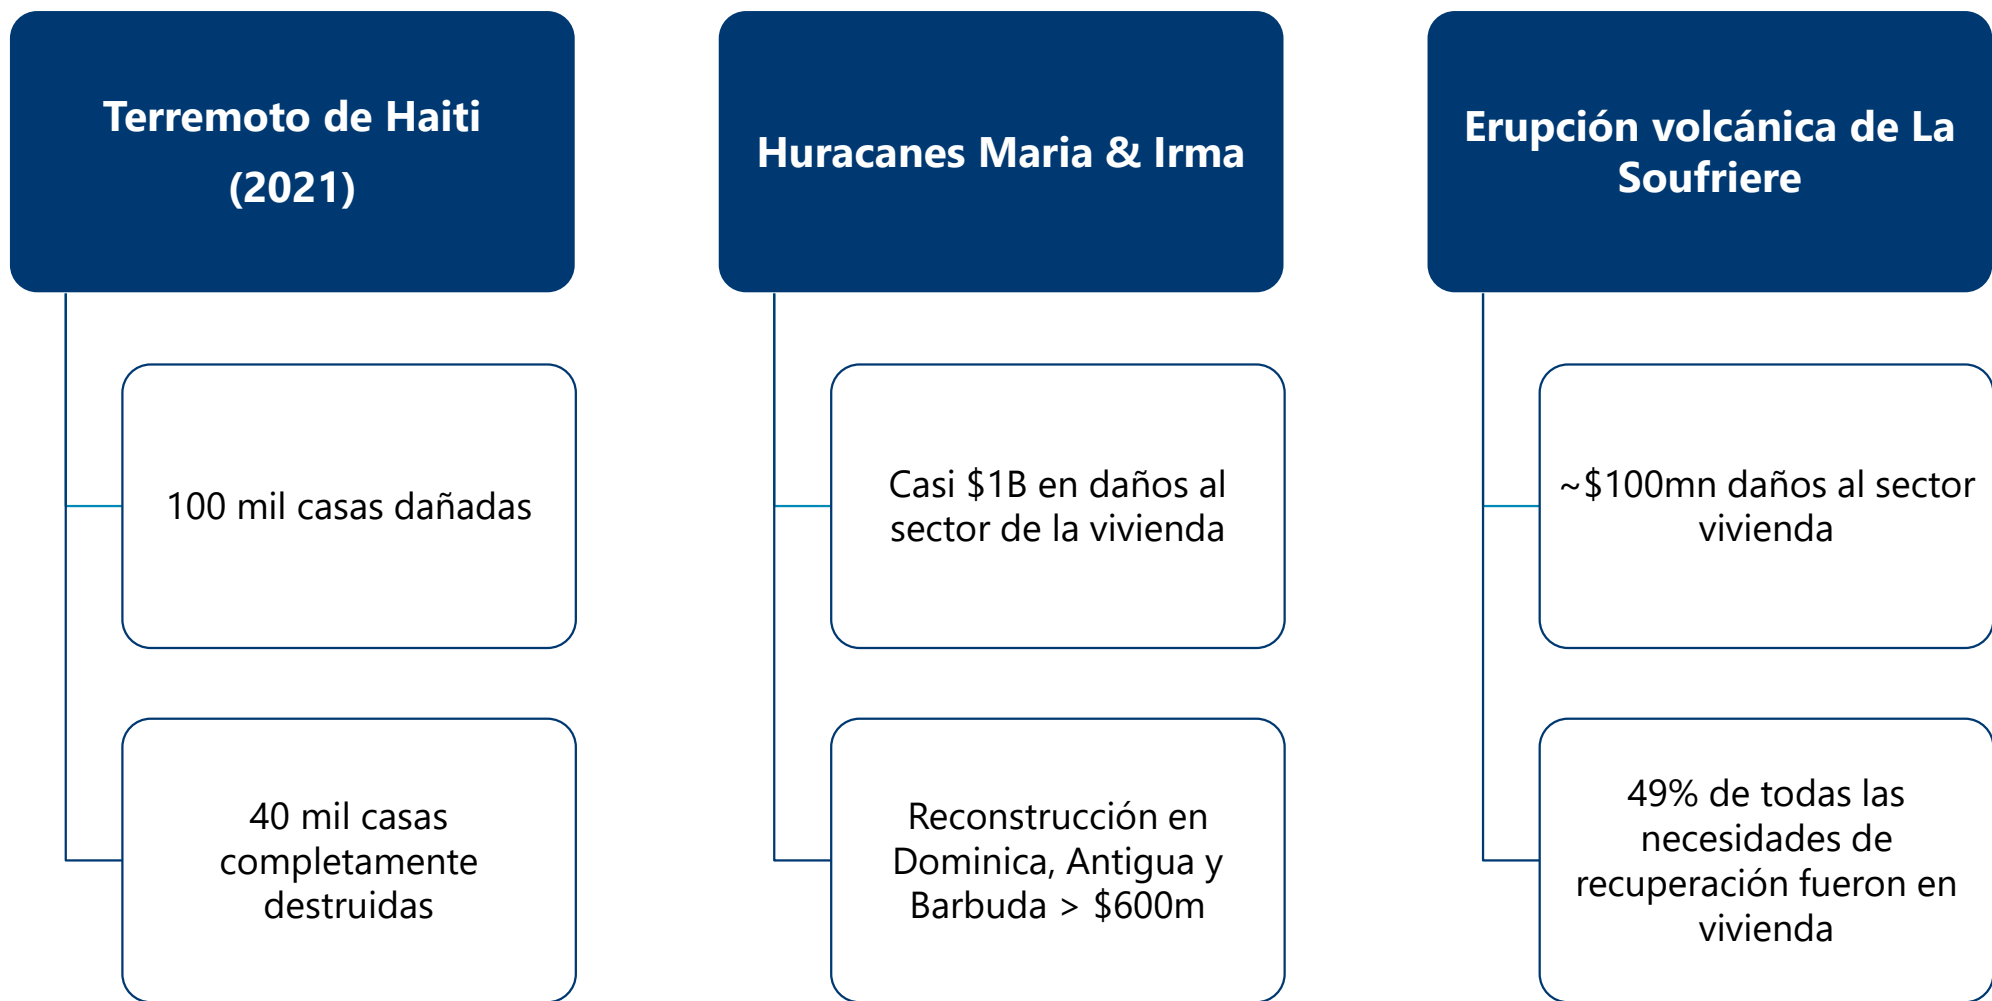 Terremoto de Haiti
(2021)
100 mil casas dañadas
40 mil casas
completamente
destruidas
Huracanes Maria & Irma
Casi $1B en daños al
sector de la vivienda
Reconstrucción en
Dominica, Antigua y
Barbuda > $600m
Erupción volcánica de La
Soufriere
~$100mn daños al sector
vivienda
49% de todas las
necesidades de
recuperación fueron en
vivienda